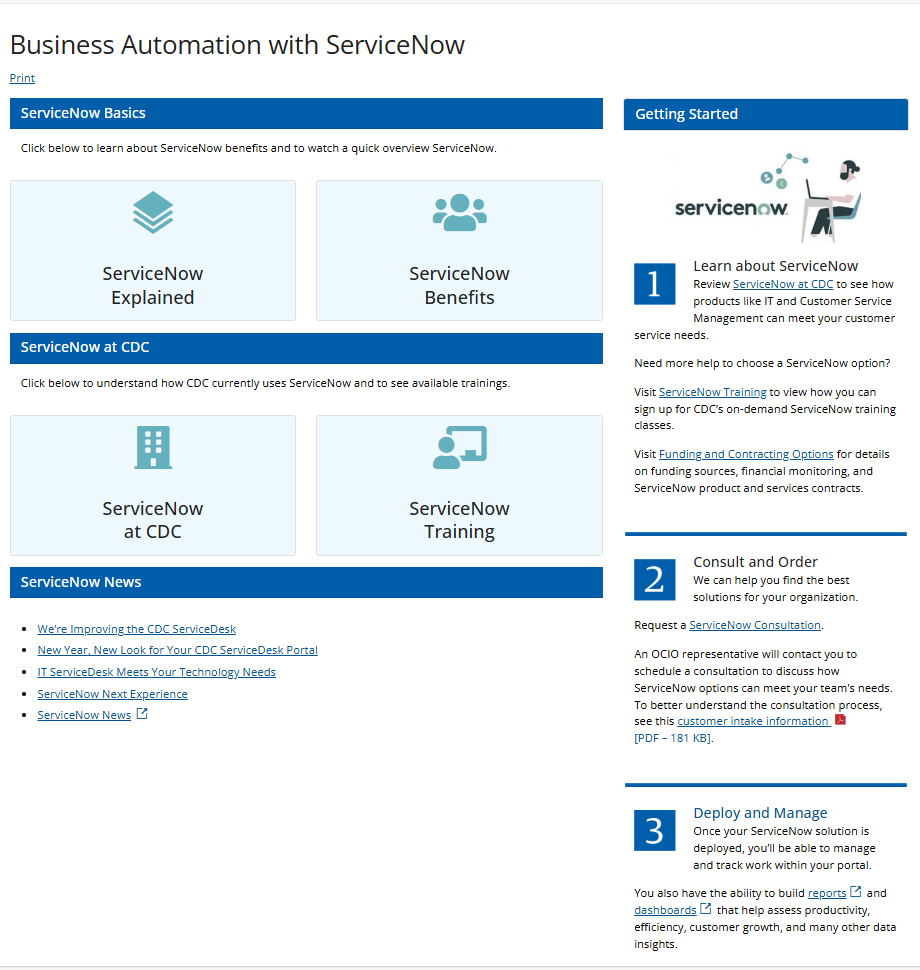 Business Automation with ServiceNow
Print
ServiceNow Basics
Click below to learn about ServiceNow benefits and to watch a quick overview ServiceNow.
ServiceNow
Explained
ServiceNow
Benefits
ServiceNow at CDC
Click below to understand how CDC currently uses ServiceNow and to see available trainings.
ServiceNow
at CDC
ServiceNow
Training
ServiceNow News
We're Improving the CDC ServiceDesk
New Year, New Look for Your CDC ServiceDesk Portal
IT ServiceDesk Meets Your Technology Needs
ServiceNow Next Experience
ServiceNow News
Getting Started
servicenow
1
Learn about ServiceNow
Review ServiceNow at CDC to see how
products like IT and Customer Service
Management can meet your customer
service needs.
Need more help to choose a ServiceNow option?
Visit ServiceNow Training to view how you can
sign up for CDC's on-demand ServiceNow training
classes.
Visit Funding and Contracting Options for details
on funding sources, financial monitoring, and
ServiceNow product and services contracts.
2
Consult and Order
We can help you find the best
solutions for your organization.
Request a ServiceNow Consultation.
An OCIO representative will contact you to
schedule a consultation to discuss how
ServiceNow options can meet your team's needs.
To better understand the consultation process,
see this customer intake information
[PDF – 181 KB].
3
Deploy and Manage
Once your ServiceNow solution is
deployed, you'll be able to manage
and track work within your portal.
You also have the ability to build reports and
dashboards that help assess productivity,
efficiency, customer growth, and many other data
insights.